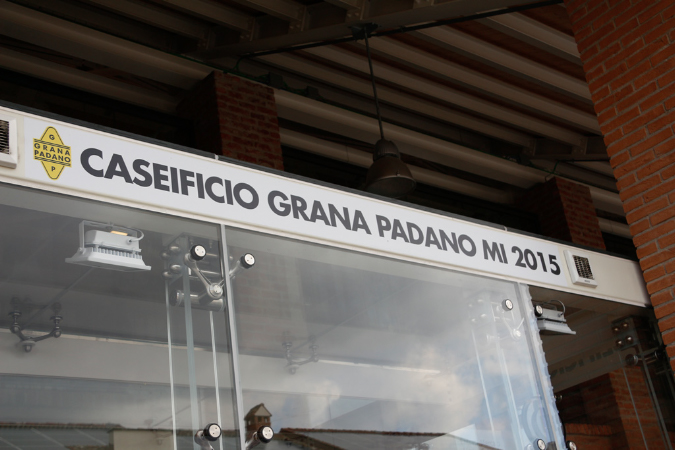 G
GRANA
PADANO
P
CASEIFICIO GRANA PADANO MI 2015